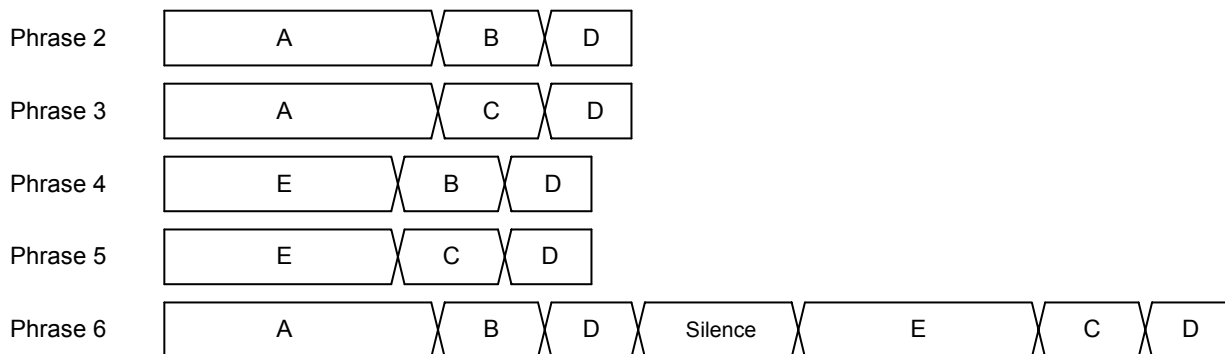 Phrase 2 A B D
Phrase 3 A C D
Phrase 4 E B D
Phrase 5 E C D
Phrase 6 A B D Silence E C D